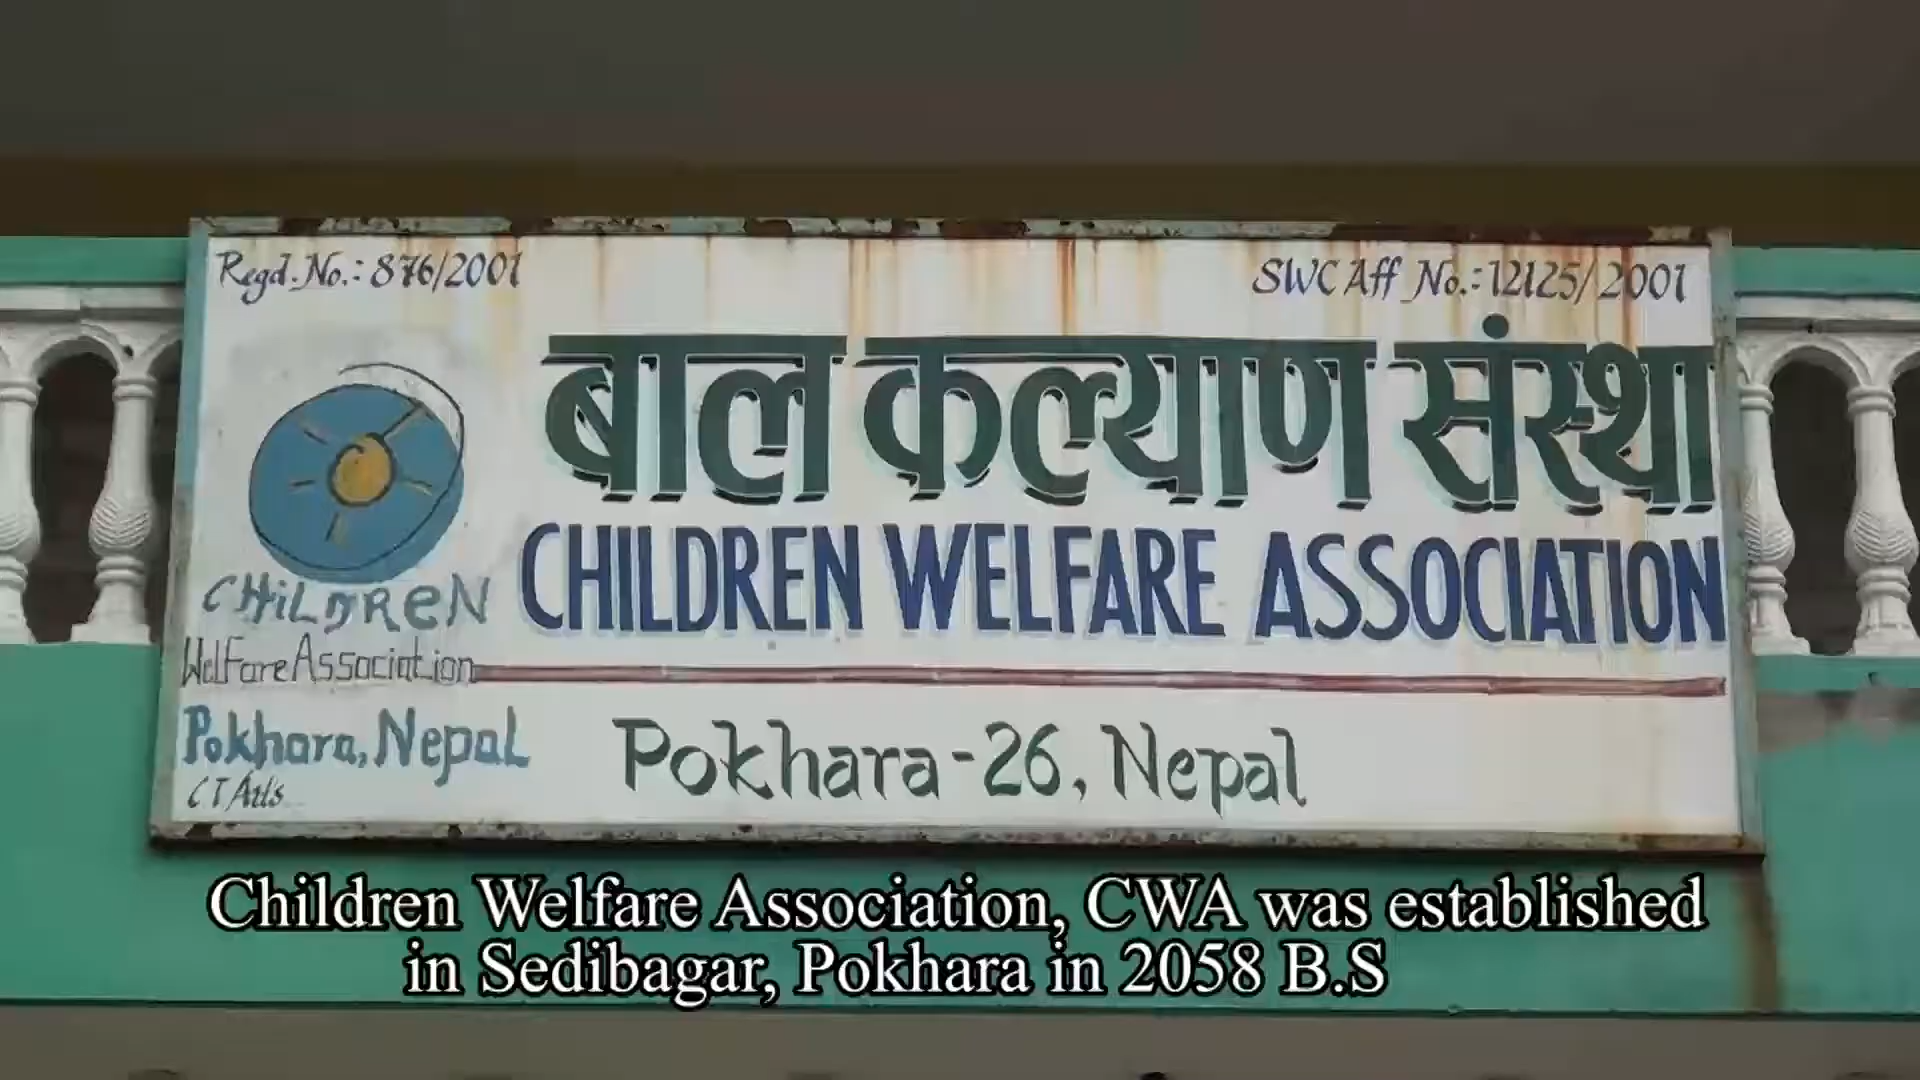 Regd. No.: 876/2001
SWC Aff No.: 12125/2001
बाल कल्याण संस्था
CHILDREN WELFARE ASSOCIATION
CHiLDReN
Welfare Association
Pokhara, Nepal
CT Arts
Pokhara-26, Nepal
Children Welfare Association, CWA was established
in Sedibagar, Pokhara in 2058 B.S